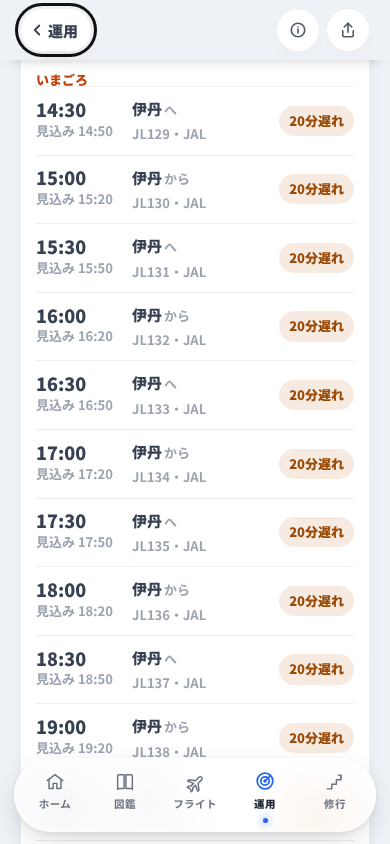 運用
いまごろ
14:30 伊丹へ
見込み 14:50 JL129・JAL
20分遅れ
15:00 伊丹から
見込み 15:20 JL130・JAL
20分遅れ
15:30 伊丹へ
見込み 15:50 JL131・JAL
20分遅れ
16:00 伊丹から
見込み 16:20 JL132・JAL
20分遅れ
16:30 伊丹へ
見込み 16:50 JL133・JAL
20分遅れ
17:00 伊丹から
見込み 17:20 JL134・JAL
20分遅れ
17:30 伊丹へ
見込み 17:50 JL135・JAL
20分遅れ
18:00 伊丹から
見込み 18:20 JL136・JAL
20分遅れ
18:30 伊丹へ
見込み 18:50 JL137・JAL
20分遅れ
19:00 伊丹から
見込み 19:20 JL138・JAL
20分遅れ
ホーム 図鑑 フライト 運用 修行